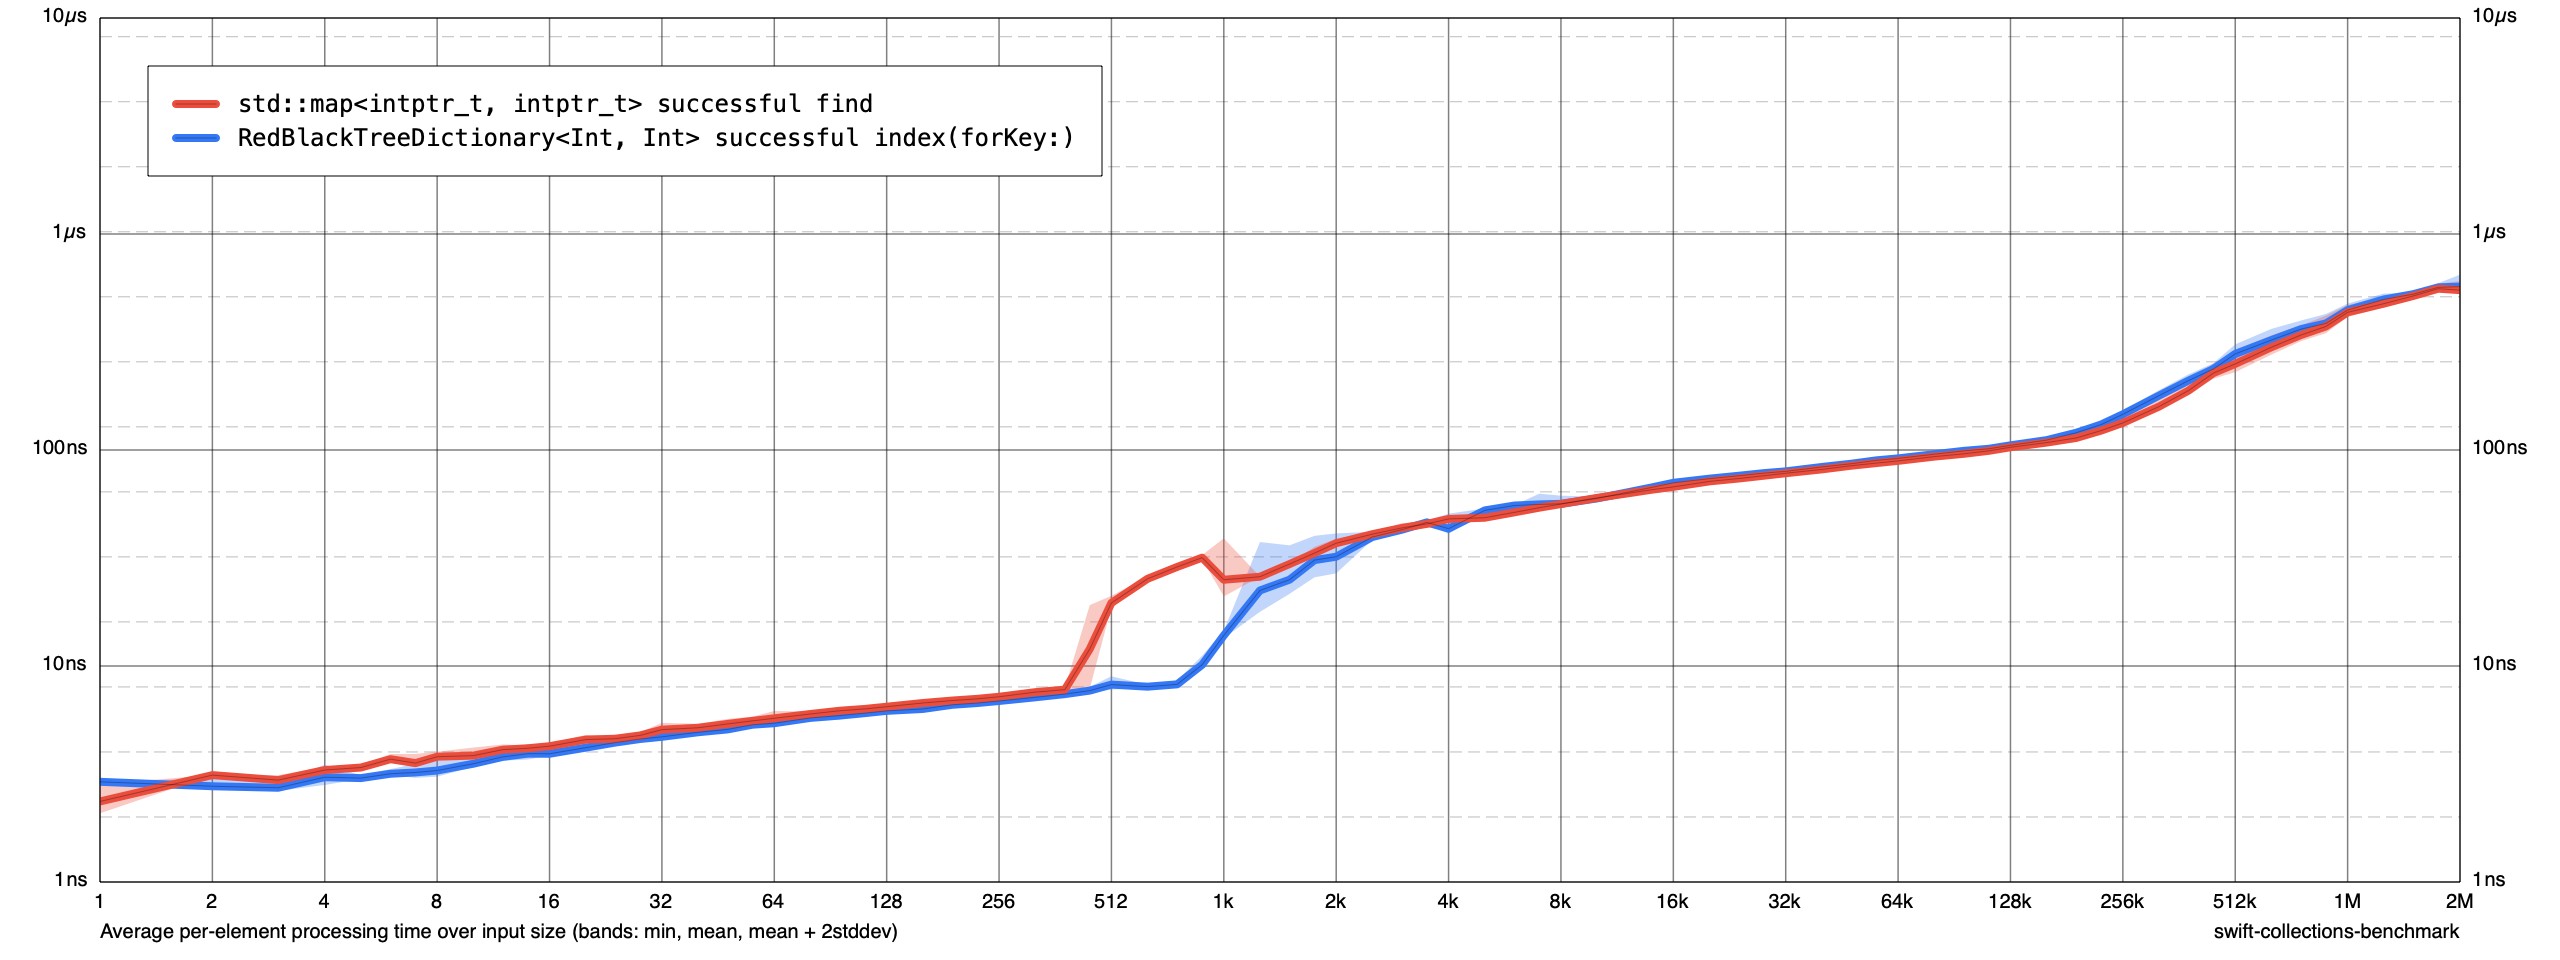 10µs 10µs
std::map<intptr_t, intptr_t> successful find
RedBlackTreeDictionary<Int, Int> successful index(forKey:)
1µs 1µs
100ns 100ns
10ns 10ns
1ns 1ns
1 2 4 8 16 32 64 128 256 512 1k 2k 4k 8k 16k 32k 64k 128k 256k 512k 1M 2M
Average per-element processing time over input size (bands: min, mean, mean + 2stddev) swift-collections-benchmark